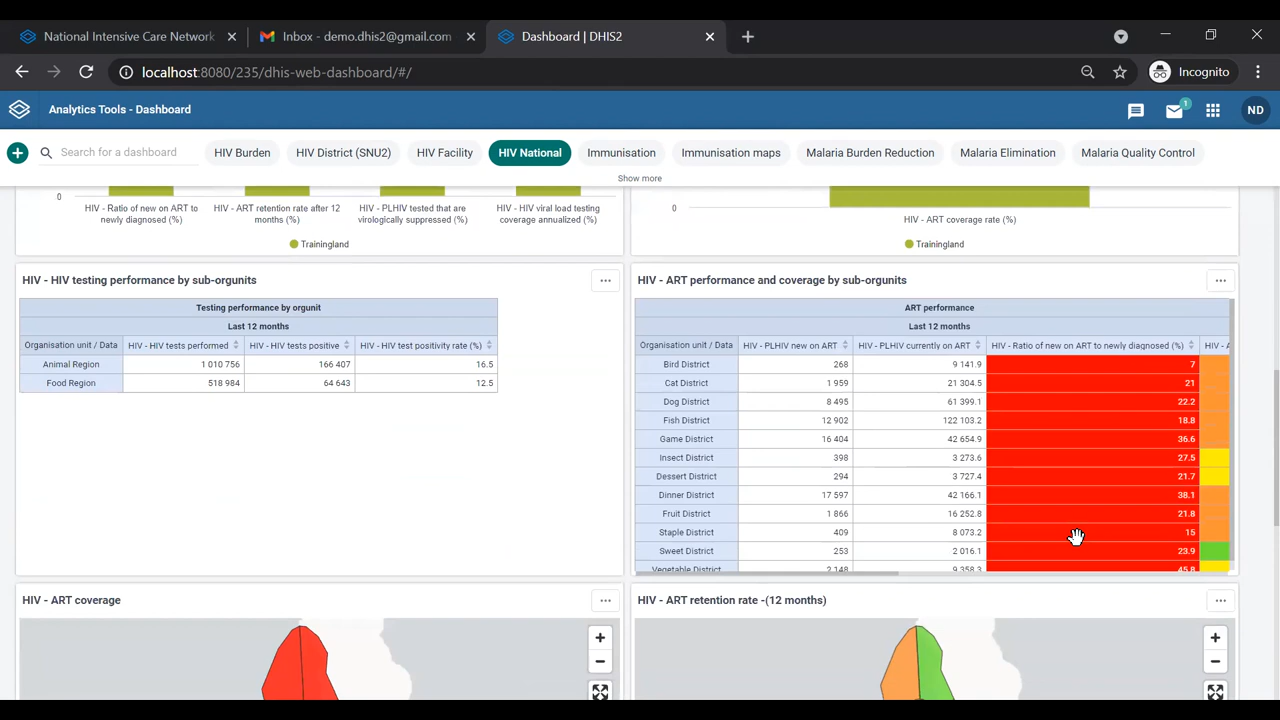 National Intensive Care Network
Inbox - demo.dhis2@gmail.com
Dashboard | DHIS2
localhost:8080/235/dhis-web-dashboard/#/
Incognito
Analytics Tools - Dashboard
1
ND
Search for a dashboard
HIV Burden
HIV District (SNU2)
HIV Facility
HIV National
Immunisation
Immunisation maps
Malaria Burden Reduction
Malaria Elimination
Malaria Quality Control
Show more
0
HIV - Ratio of new on ART to
newly diagnosed (%)
HIV - ART retention rate after 12
months (%)
HIV - PLHIV tested that are
virologically suppressed (%)
HIV - HIV viral load testing
coverage annualized (%)
Trainingland
0
HIV - ART coverage rate (%)
Trainingland
HIV - HIV testing performance by sub-orgunits
Testing performance by orgunit
Last 12 months
Organisation unit / Data HIV - HIV tests performed HIV - HIV tests positive HIV - HIV test positivity rate (%)
Animal Region 1 010 756 166 407 16.5
Food Region 518 984 64 643 12.5
HIV - ART performance and coverage by sub-orgunits
ART performance
Last 12 months
Organisation unit / Data HIV - PLHIV new on ART HIV - PLHIV currently on ART HIV - Ratio of new on ART to newly diagnosed (%) HIV - A
Bird District 268 9 141.9 7
Cat District 1 959 21 304.5 21
Dog District 8 495 61 399.1 22.2
Fish District 12 902 122 103.2 18.8
Game District 16 404 42 654.9 36.6
Insect District 398 3 273.6 27.5
Dessert District 294 3 727.4 21.7
Dinner District 17 597 42 166.1 38.1
Fruit District 1 866 16 252.8 21.8
Staple District 409 8 073.2 15
Sweet District 253 2 016.1 23.9
Vegetable District 2 148 9 358.3 45.8
HIV - ART coverage
HIV - ART retention rate -(12 months)